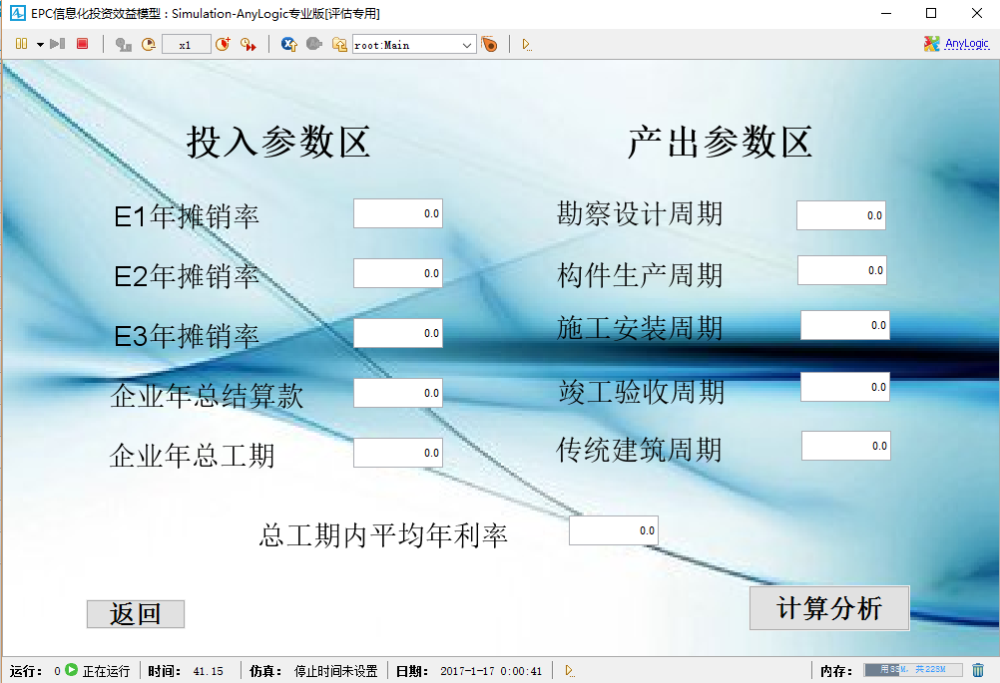 EPC信息化投资效益模型 : Simulation-AnyLogic专业版[评估专用]
x1
root:Main
AnyLogic
投入参数区 产出参数区
E1年摊销率 0.0 勘察设计周期 0.0
E2年摊销率 0.0 构件生产周期 0.0
E3年摊销率 0.0 施工安装周期 0.0
企业年总结算款 0.0 竣工验收周期 0.0
企业年总工期 0.0 传统建筑周期 0.0
总工期内平均年利率 0.0
返回 计算分析
运行: 0 正在运行 时间: 41.15 仿真: 停止时间未设置 日期: 2017-1-17 0:00:41 内存: 共228M